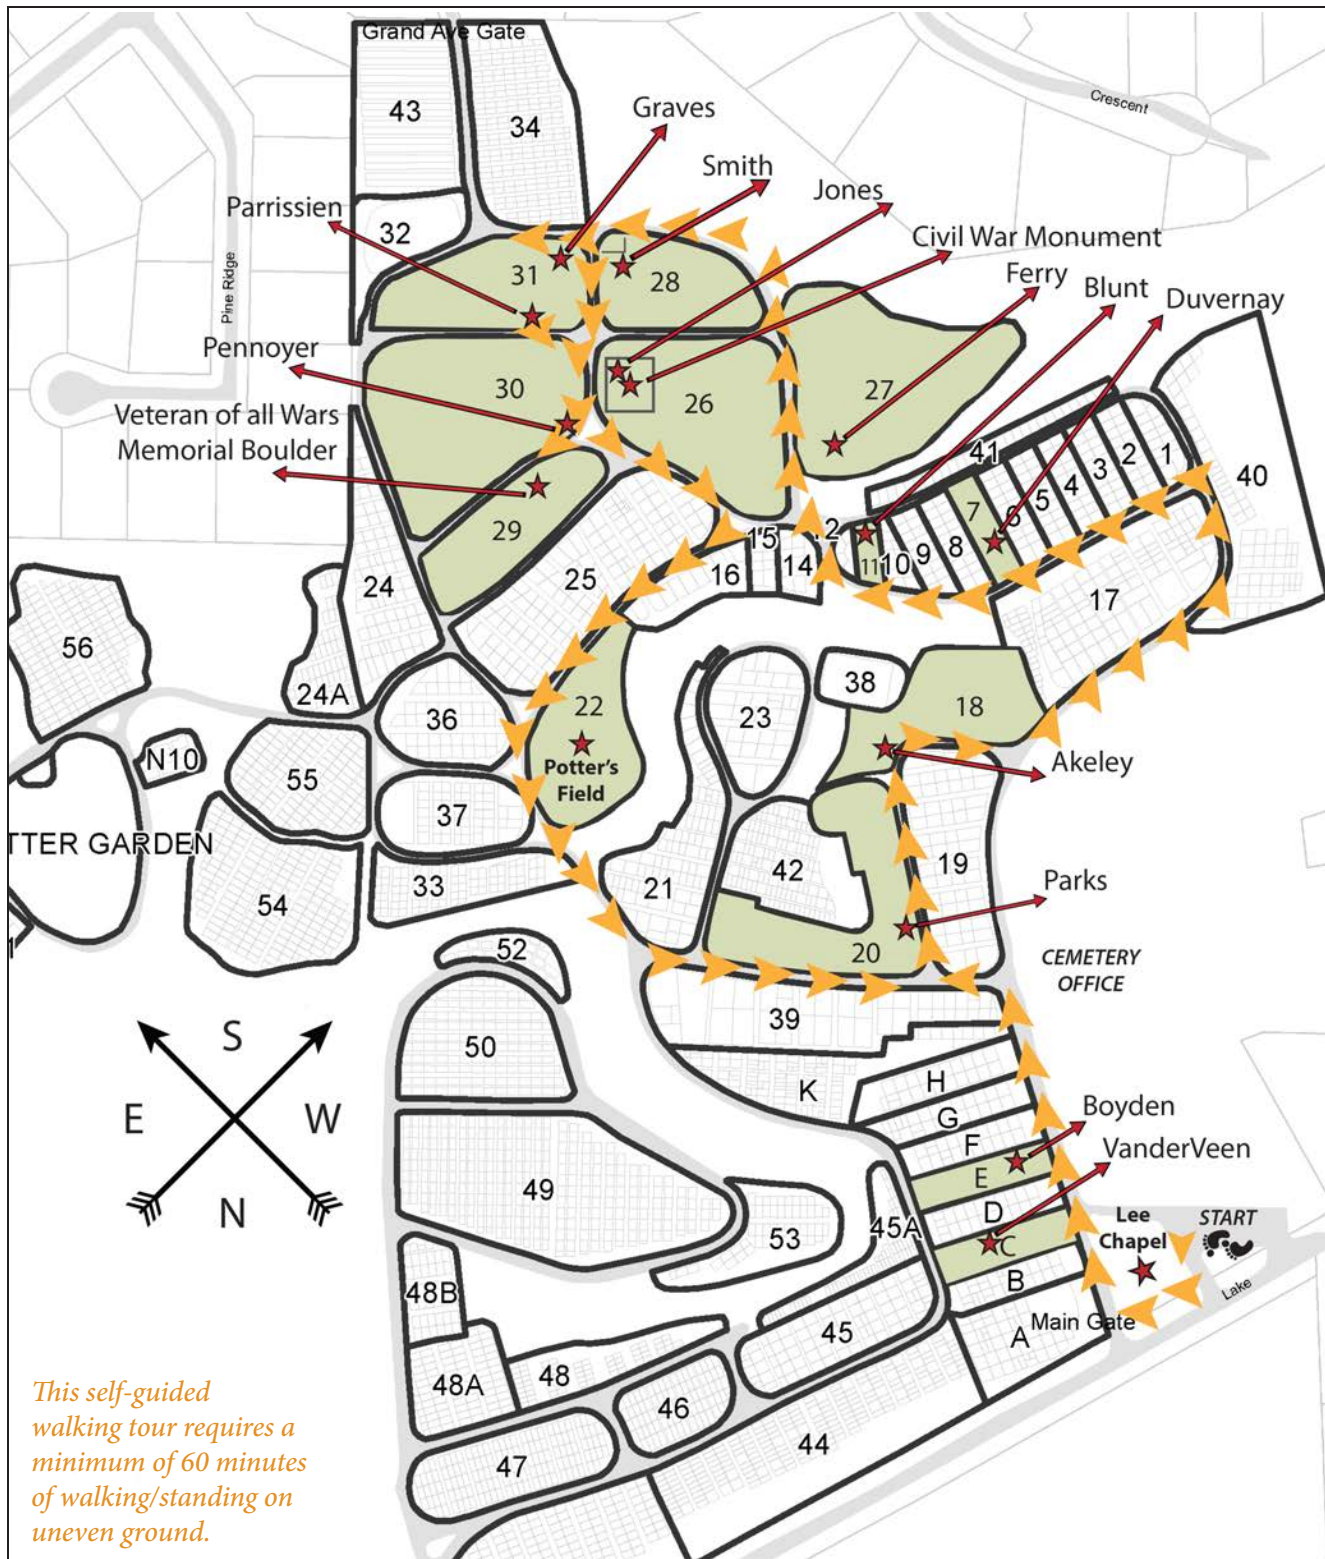 Grand Ave Gate
Crescent
43
34
Graves
Smith
Jones
Parrissien
32
Civil War Monument
31
28
Ferry
Blunt
Duvernay
Pine Ridge
Pennoyer
30
26
27
Veteran of all Wars
Memorial Boulder
41
1
2
3
4
5
6
7
8
9
10
11
40
29
15
14
16
25
24
17
56
24A
36
22
23
38
18
N10
55
Potter's
Field
Akeley
37
TTER GARDEN
33
54
21
42
19
Parks
20
52
CEMETERY
OFFICE
39
50
S
E
W
N
K
H
G
F
E
D
C
B
A
Boyden
VanderVeen
49
53
45A
Lee
Chapel
START
Lake
Main Gate
48B
45
48A
48
46
44
47
This self-guided
walking tour requires a
minimum of 60 minutes
of walking/standing on
uneven ground.